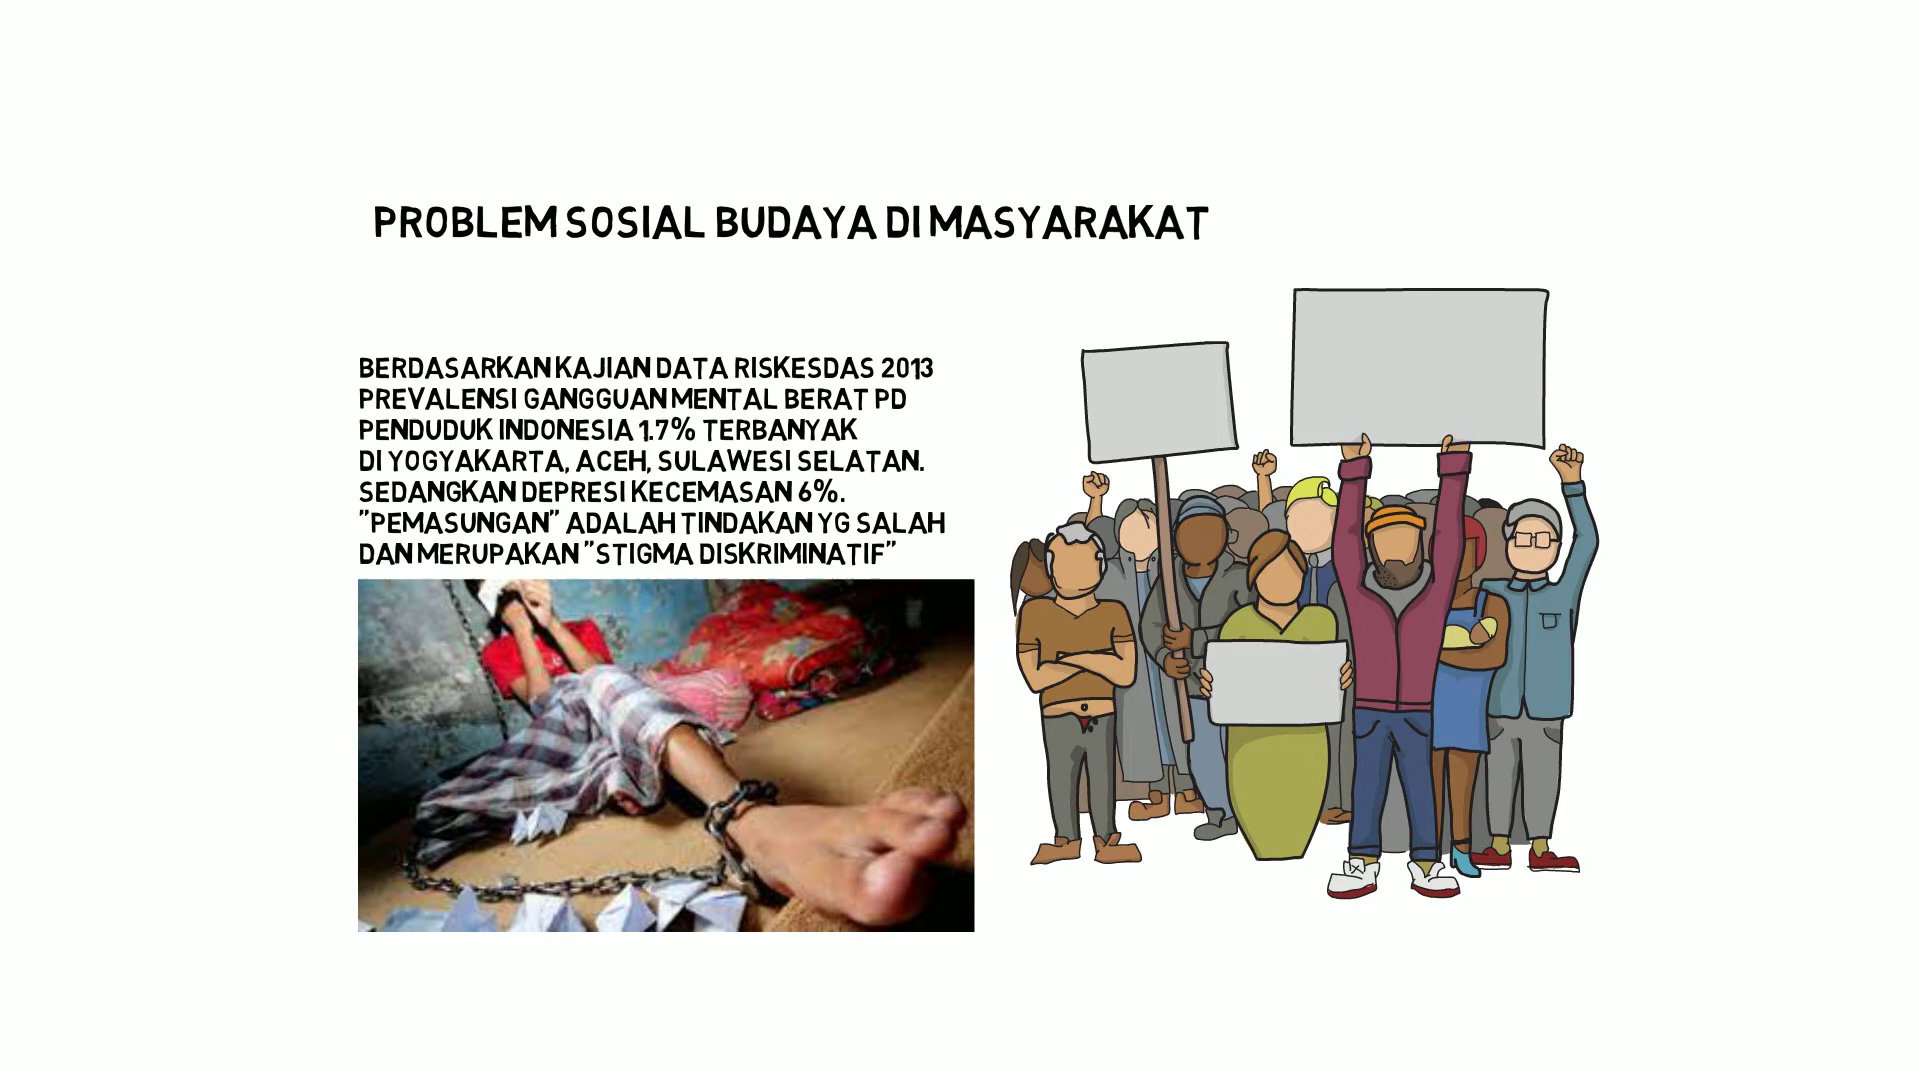 PROBLEM SOSIAL BUDAYA DI MASYARAKAT
BERDASARKAN KAJIAN DATA RISKESDAS 2013
PREVALENSI GANGGUAN MENTAL BERAT PD
PENDUDUK INDONESIA 1.7% TERBANYAK
DI YOGYAKARTA, ACEH, SULAWESI SELATAN.
SEDANGKAN DEPRESI KECEMASAN 6%.
"PEMASUNGAN" ADALAH TINDAKAN YG SALAH
DAN MERUPAKAN "STIGMA DISKRIMINATIF"